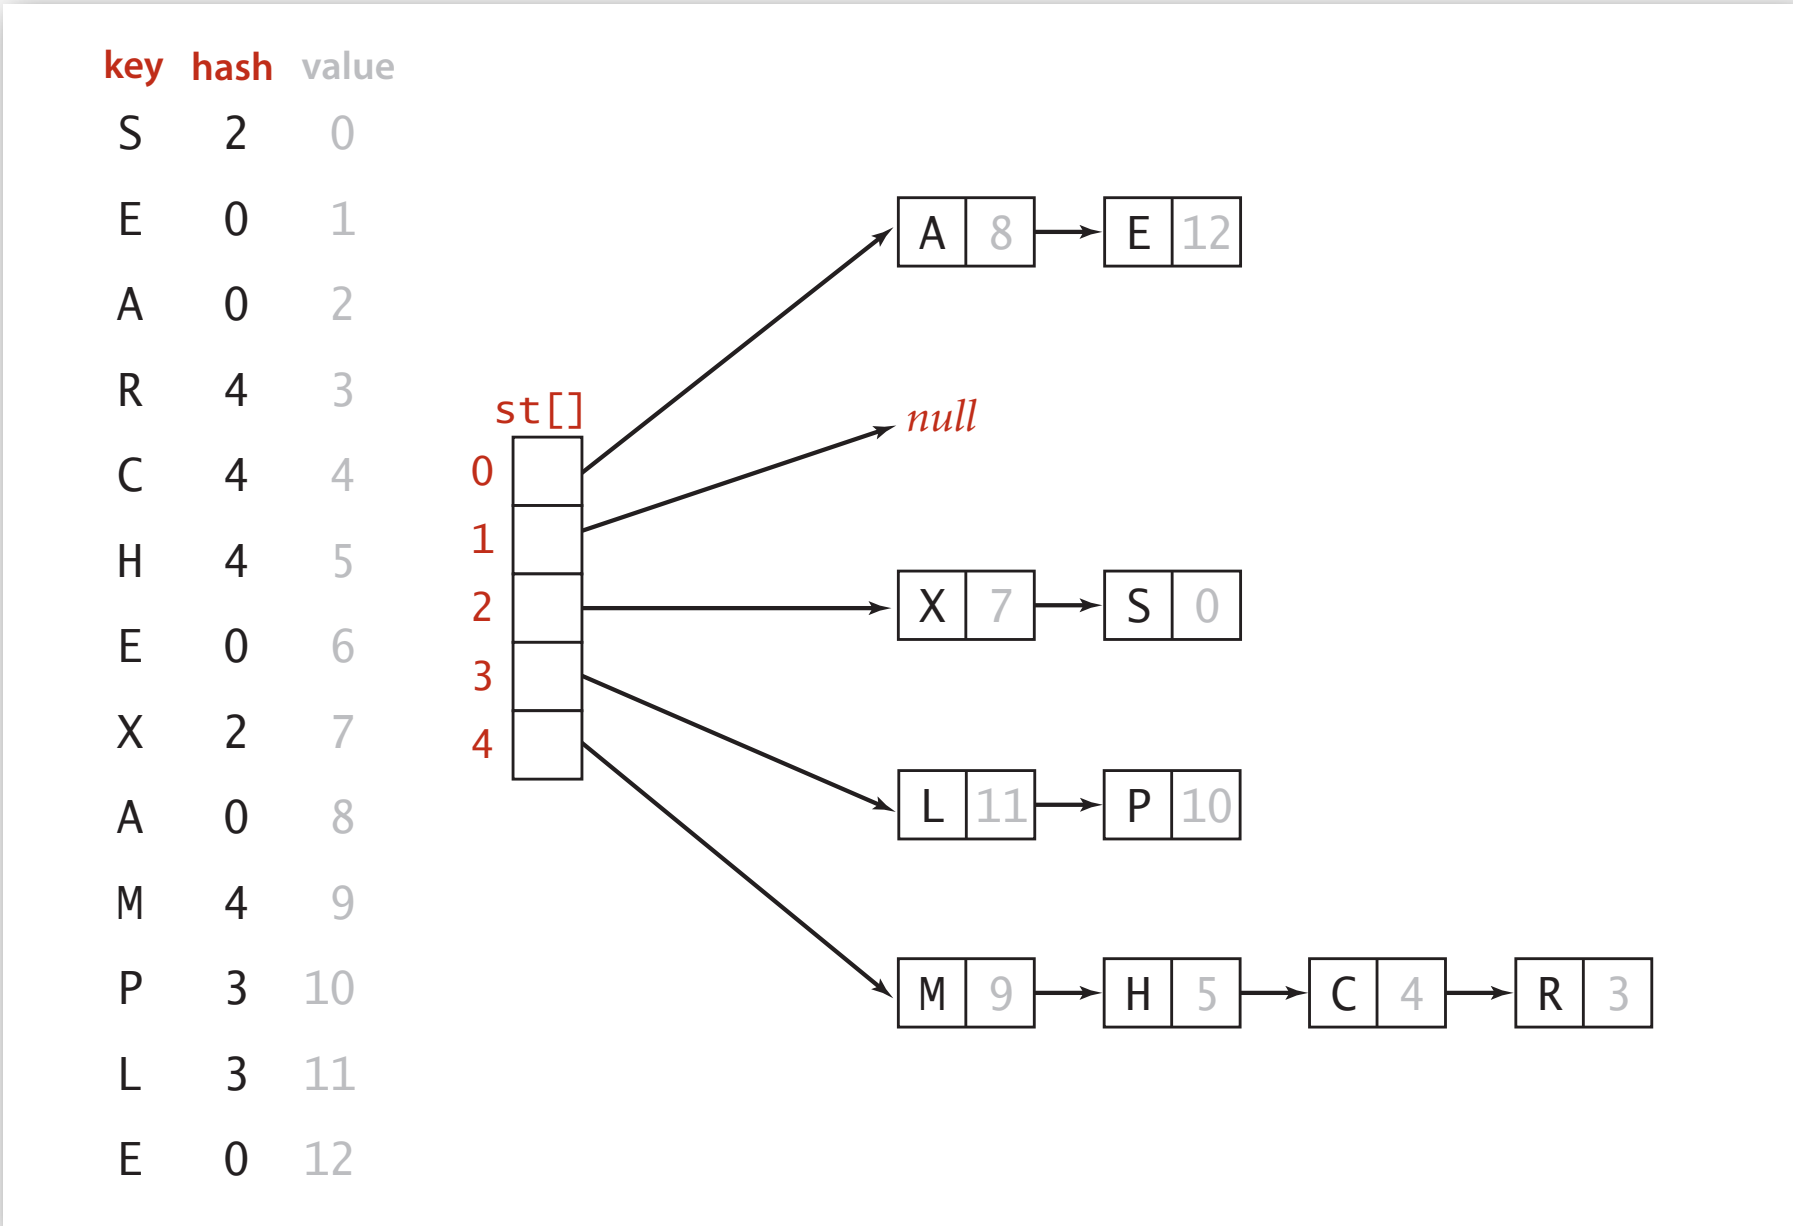 key hash value
S 2 0
E 0 1
A 0 2
R 4 3
C 4 4
H 4 5
E 0 6
X 2 7
A 0 8
M 4 9
P 3 10
L 3 11
E 0 12
st[]
0
1
2
3
4
A 8 E 12
null
X 7 S 0
L 11 P 10
M 9 H 5 C 4 R 3